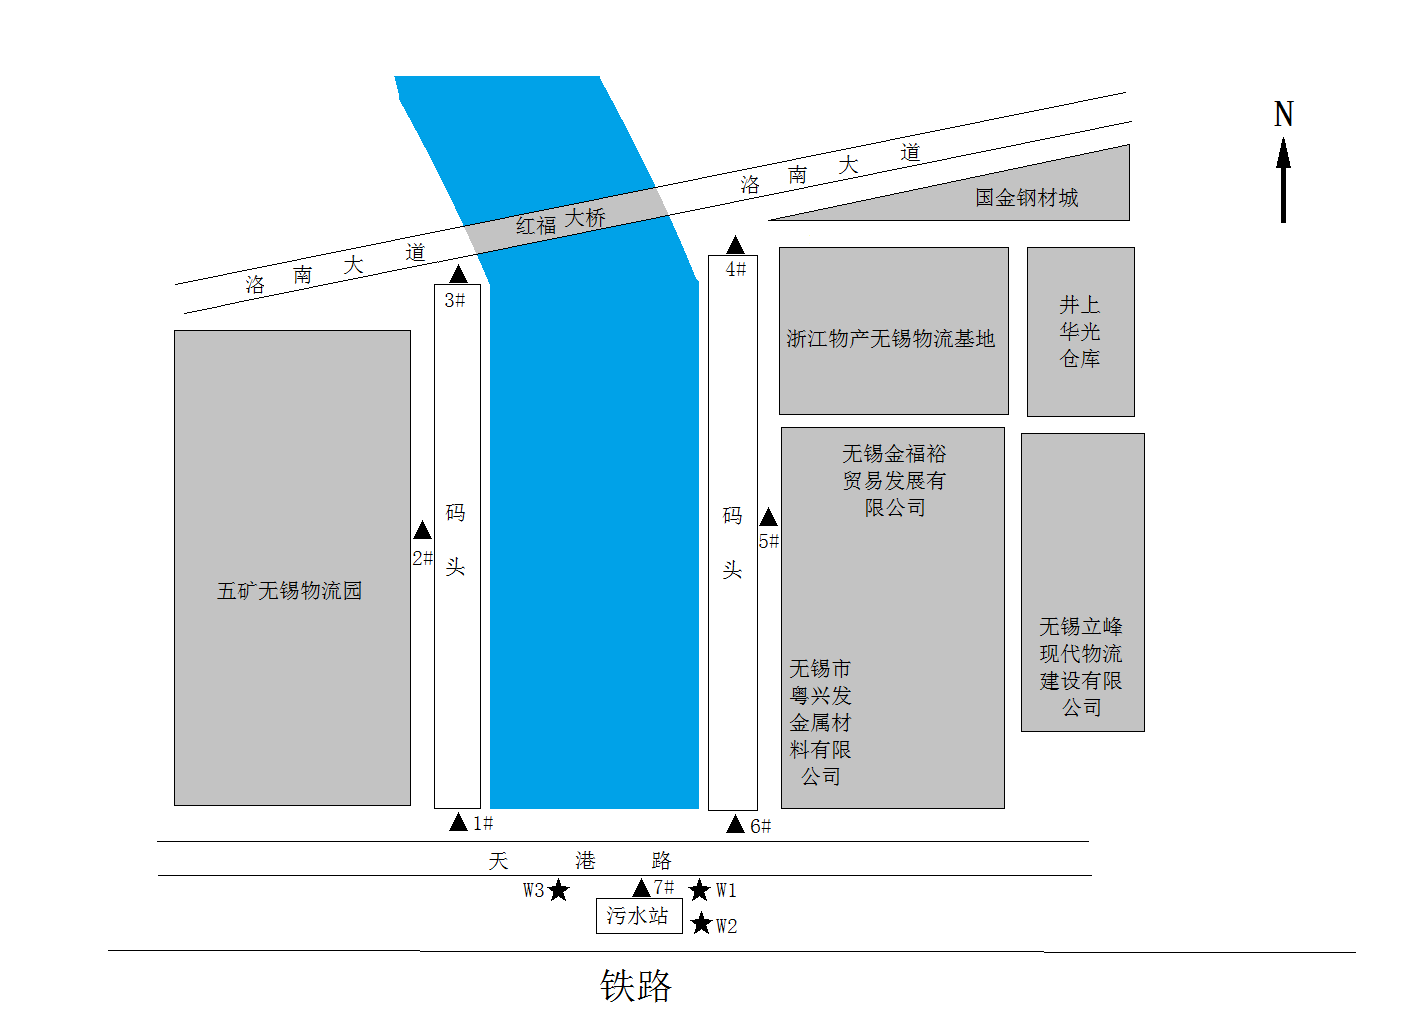 N
洛南大道
国金钢材城
红福大桥
洛南大道
4#
3#
浙江物产无锡物流基地
井上
华光
仓库
无锡金福裕
贸易发展有
限公司
码头
码头
5#
2#
五矿无锡物流园
无锡立峰
现代物流
建设有限
公司
无锡市
粤兴发
金属材
料有限
公司
1#
6#
天港路
W3
7#
W1
污水站
W2
铁路